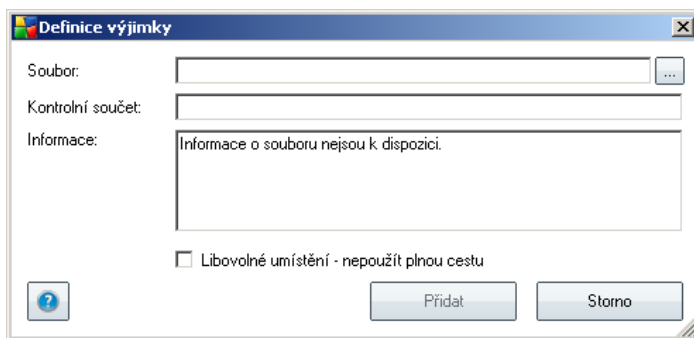 Definice výjimky
Soubor:
...
Kontrolní součet:
Informace:
Informace o souboru nejsou k dispozici.
Libovolné umístění - nepoužít plnou cestu
?
Přidat
Storno